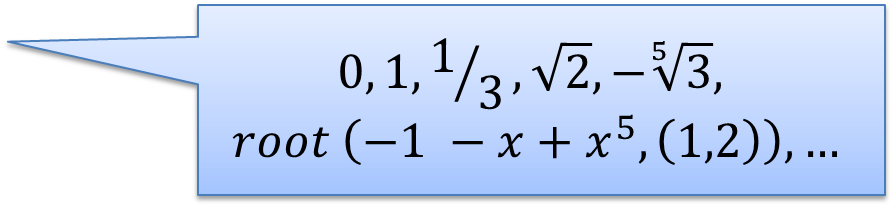 0, 1, 1/3, √2, −⁵√3,
root (−1 − x + x⁵, (1,2)), …